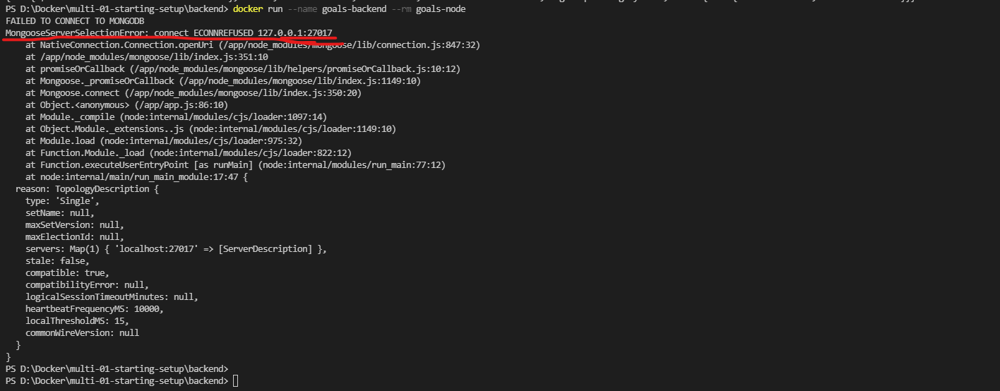 PS D:\Docker\multi-01-starting-setup\backend> docker run --name goals-backend --rm goals-node
FAILED TO CONNECT TO MONGODB
MongooseServerSelectionError: connect ECONNREFUSED 127.0.0.1:27017
    at NativeConnection.Connection.openUri (/app/node_modules/mongoose/lib/connection.js:847:32)
    at /app/node_modules/mongoose/lib/index.js:351:10
    at promiseOrCallback (/app/node_modules/mongoose/lib/helpers/promiseOrCallback.js:10:12)
    at Mongoose._promiseOrCallback (/app/node_modules/mongoose/lib/index.js:1149:10)
    at Mongoose.connect (/app/node_modules/mongoose/lib/index.js:350:20)
    at Object.<anonymous> (/app/app.js:86:10)
    at Module._compile (node:internal/modules/cjs/loader:1097:14)
    at Object.Module._extensions..js (node:internal/modules/cjs/loader:1149:10)
    at Module.load (node:internal/modules/cjs/loader:975:32)
    at Function.Module._load (node:internal/modules/cjs/loader:822:12)
    at Function.executeUserEntryPoint [as runMain] (node:internal/modules/run_main:77:12)
    at node:internal/main/run_main_module:17:47 {
  reason: TopologyDescription {
    type: 'Single',
    setName: null,
    maxSetVersion: null,
    maxElectionId: null,
    servers: Map(1) { 'localhost:27017' => [ServerDescription] },
    stale: false,
    compatible: true,
    compatibilityError: null,
    logicalSessionTimeoutMinutes: null,
    heartbeatFrequencyMS: 10000,
    localThresholdMS: 15,
    commonWireVersion: null
  }
}
PS D:\Docker\multi-01-starting-setup\backend>
PS D:\Docker\multi-01-starting-setup\backend>